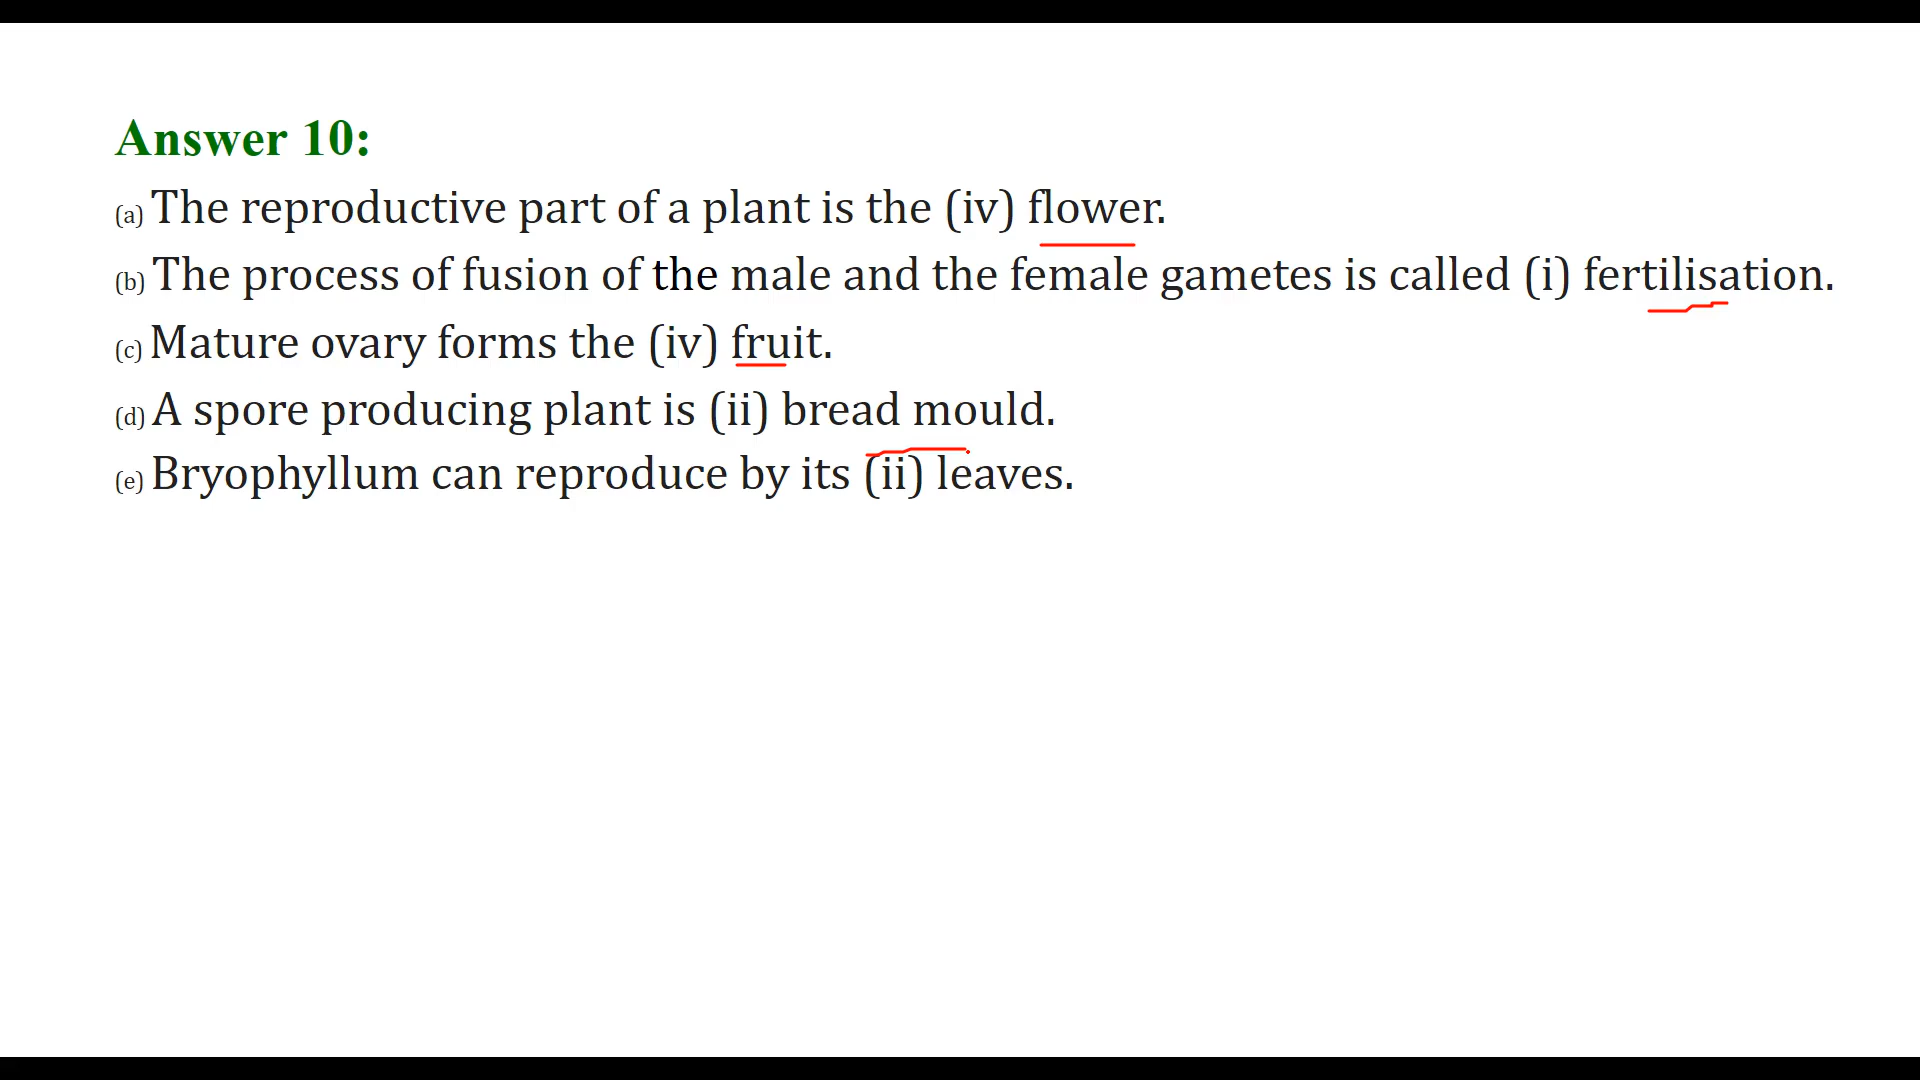 Answer 10:
(a) The reproductive part of a plant is the (iv) flower.
(b) The process of fusion of the male and the female gametes is called (i) fertilisation.
(c) Mature ovary forms the (iv) fruit.
(d) A spore producing plant is (ii) bread mould.
(e) Bryophyllum can reproduce by its (ii) leaves.